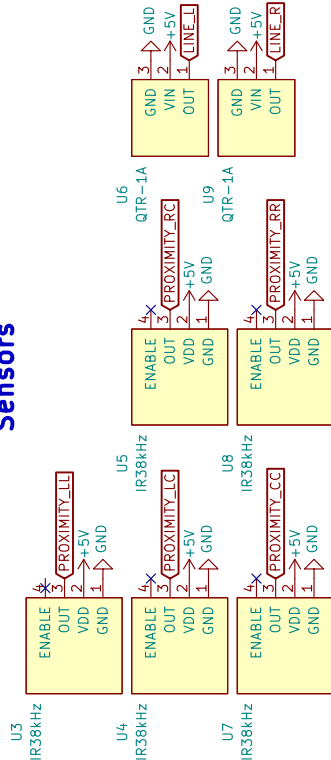 Sensors
U3
IR38kHz
ENABLE
4
OUT
3
PROXIMITY_LL
VDD
2
+5V
GND
1
GND
U4
IR38kHz
ENABLE
4
OUT
3
PROXIMITY_LC
VDD
2
+5V
GND
1
GND
U7
IR38kHz
ENABLE
4
OUT
3
PROXIMITY_CC
VDD
2
+5V
GND
1
GND
U5
IR38kHz
ENABLE
4
OUT
3
PROXIMITY_RC
VDD
2
+5V
GND
1
GND
U8
IR38kHz
ENABLE
4
OUT
3
PROXIMITY_RR
VDD
2
+5V
GND
1
GND
U6
QTR-1A
GND
3
GND
VIN
2
+5V
OUT
1
LINE_L
U9
QTR-1A
GND
3
GND
VIN
2
+5V
OUT
1
LINE_R